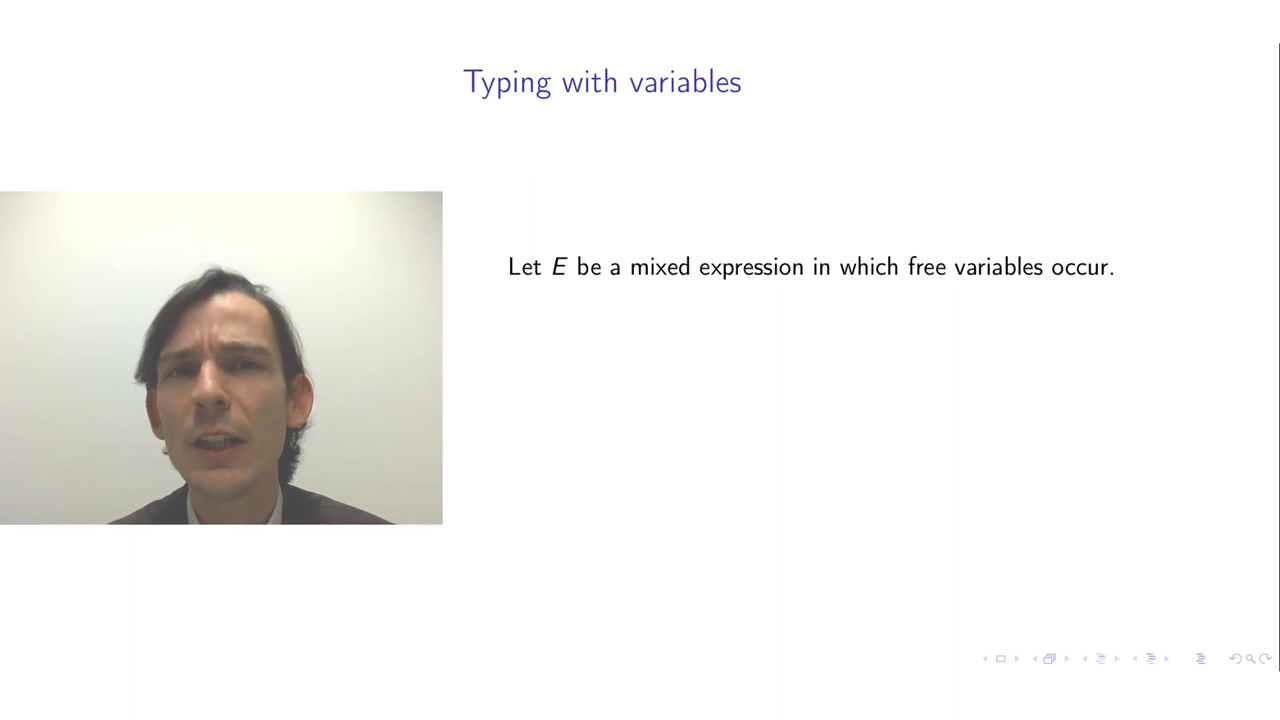 Typing with variables
Let E be a mixed expression in which free variables occur.